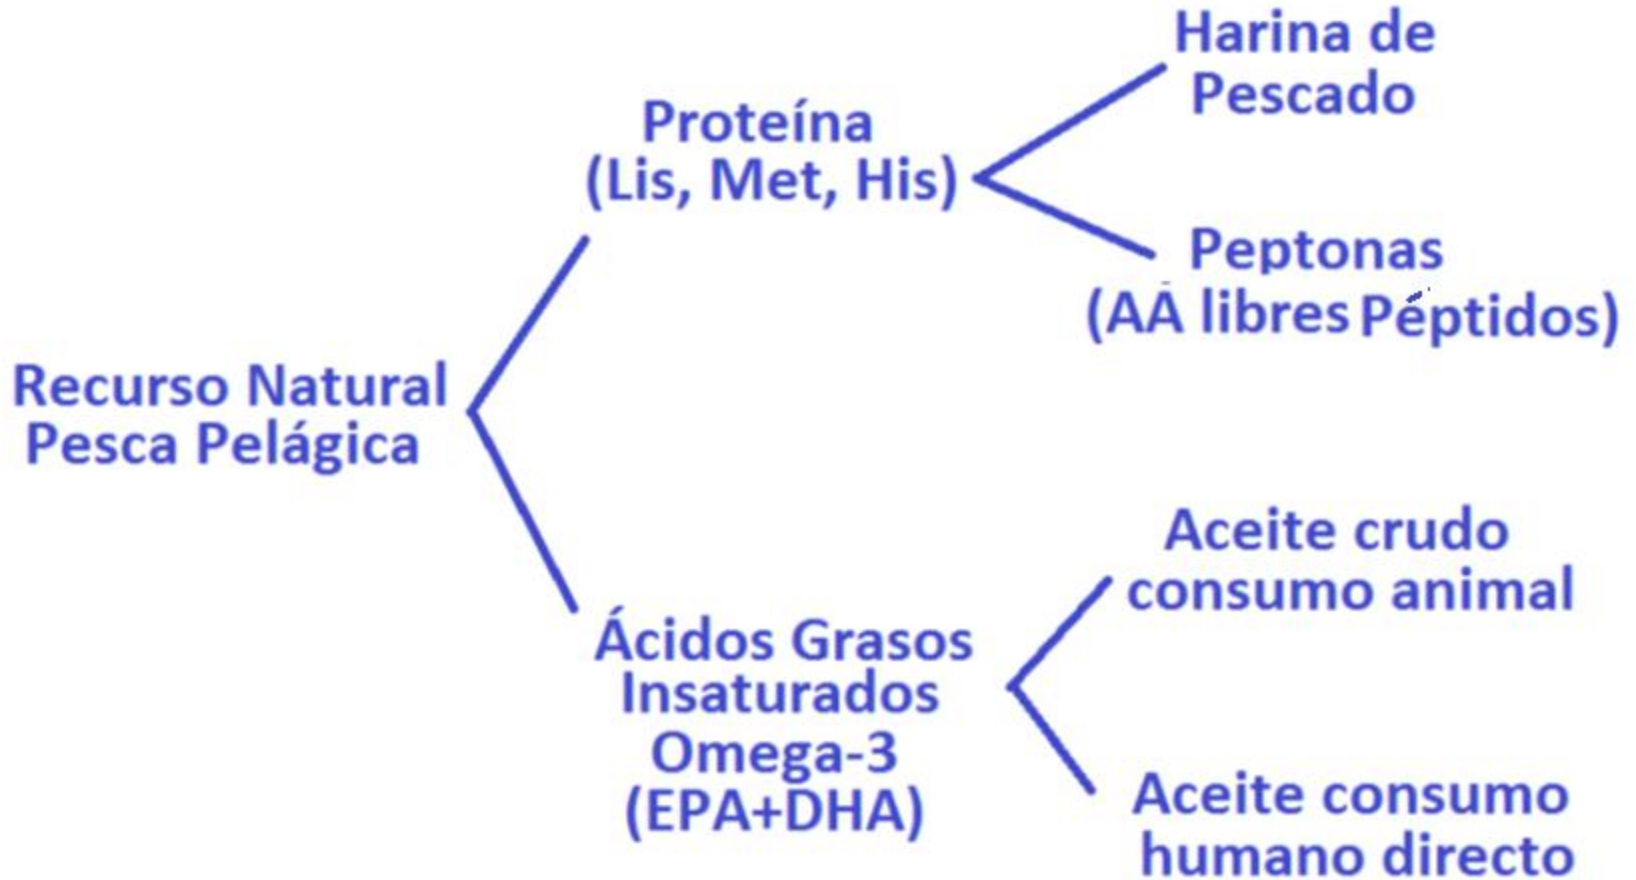 Harina de
Pescado
Proteína
(Lis, Met, His)
Peptonas
(AA libres Péptidos)
Recurso Natural
Pesca Pelágica
Aceite crudo
consumo animal
Ácidos Grasos
Insaturados
Omega-3
(EPA+DHA)
Aceite consumo
humano directo